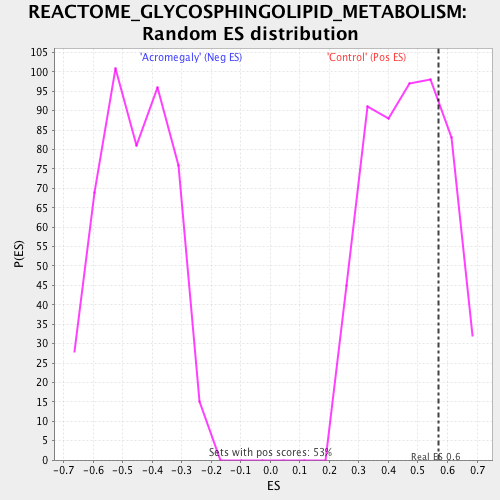 REACTOME_GLYCOSPHINGOLIPID_METABOLISM:
Random ES distribution
'Acromegaly' (Neg ES)
'Control' (Pos ES)
P(ES)
105
100
95
90
85
80
75
70
65
60
55
50
45
40
35
30
25
20
15
10
5
0
Sets with pos scores: 53%
Real ES 0.6
-0.7 -0.6 -0.5 -0.4 -0.3 -0.2 -0.1 0.0 0.1 0.2 0.3 0.4 0.5 0.6 0.7
ES